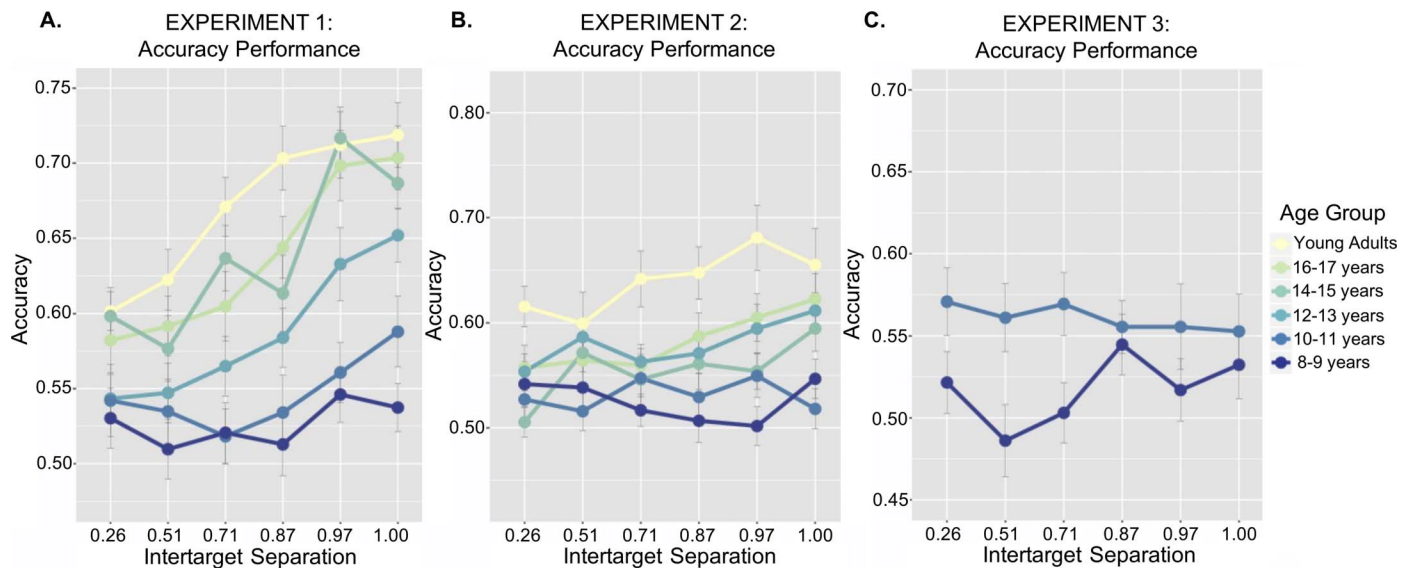 A.
EXPERIMENT 1:
Accuracy Performance
Accuracy
0.75
0.70
0.65
0.60
0.55
0.50
0.26 0.51 0.71 0.87 0.97 1.00
Intertarget Separation
B.
EXPERIMENT 2:
Accuracy Performance
Accuracy
0.80
0.70
0.60
0.50
0.26 0.51 0.71 0.87 0.97 1.00
Intertarget Separation
C.
EXPERIMENT 3:
Accuracy Performance
Accuracy
0.70
0.65
0.60
0.55
0.50
0.45
0.26 0.51 0.71 0.87 0.97 1.00
Intertarget Separation
Age Group
Young Adults
16-17 years
14-15 years
12-13 years
10-11 years
8-9 years